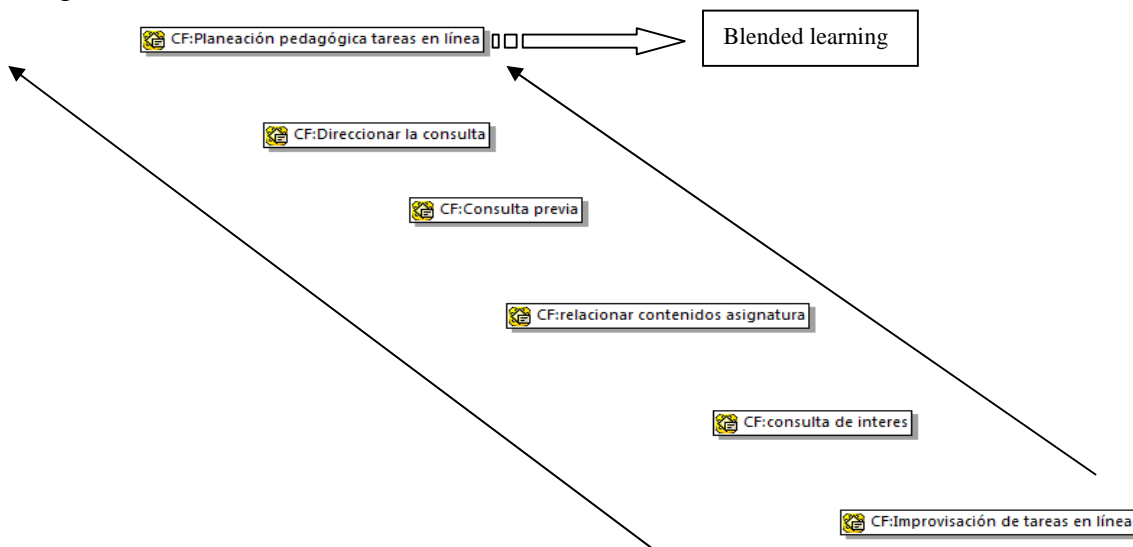 CF:Planeación pedagógica tareas en línea
Blended learning
CF:Direccionar la consulta
CF:Consulta previa
CF:relacionar contenidos asignatura
CF:consulta de interes
CF:Improvisación de tareas en línea